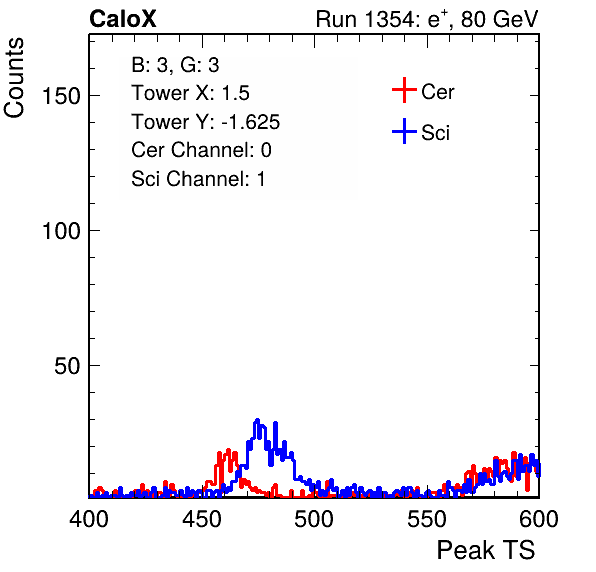 CaloX Run 1354: e⁺, 80 GeV
Counts
B: 3, G: 3
Tower X: 1.5
Tower Y: -1.625
Cer Channel: 0
Sci Channel: 1
Cer
Sci
150
100
50
400 450 500 550 600
Peak TS